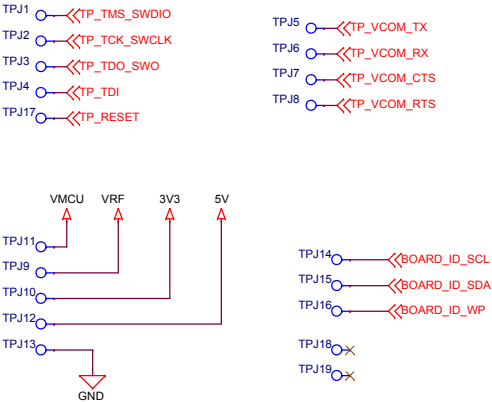 TPJ1 TP_TMS_SWDIO
TPJ2 TP_TCK_SWCLK
TPJ3 TP_TDO_SWO
TPJ4 TP_TDI
TPJ17 TP_RESET
TPJ5 TP_VCOM_TX
TPJ6 TP_VCOM_RX
TPJ7 TP_VCOM_CTS
TPJ8 TP_VCOM_RTS
VMCU VRF 3V3 5V
TPJ11
TPJ9
TPJ10
TPJ12
TPJ13
GND
TPJ14 BOARD_ID_SCL
TPJ15 BOARD_ID_SDA
TPJ16 BOARD_ID_WP
TPJ18
TPJ19